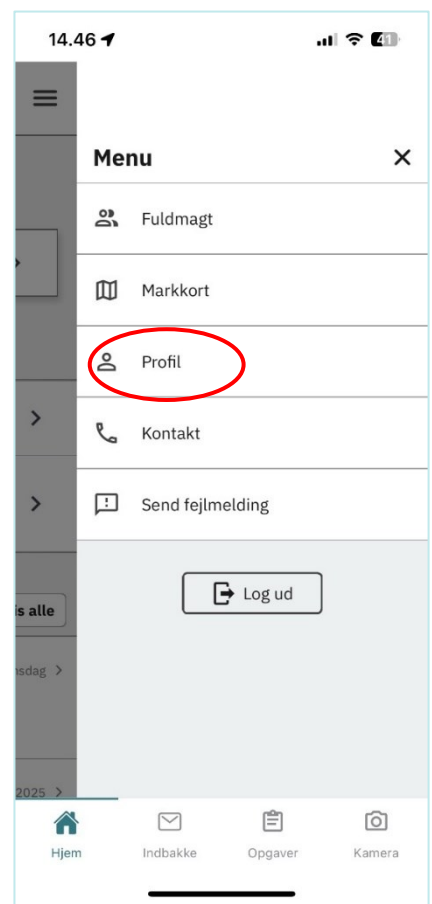 14.46
41
Menu
Fuldmagt
Markkort
Profil
Kontakt
Send fejlmelding
Log ud
is alle
nsdag
2025
Hjem
Indbakke
Opgaver
Kamera